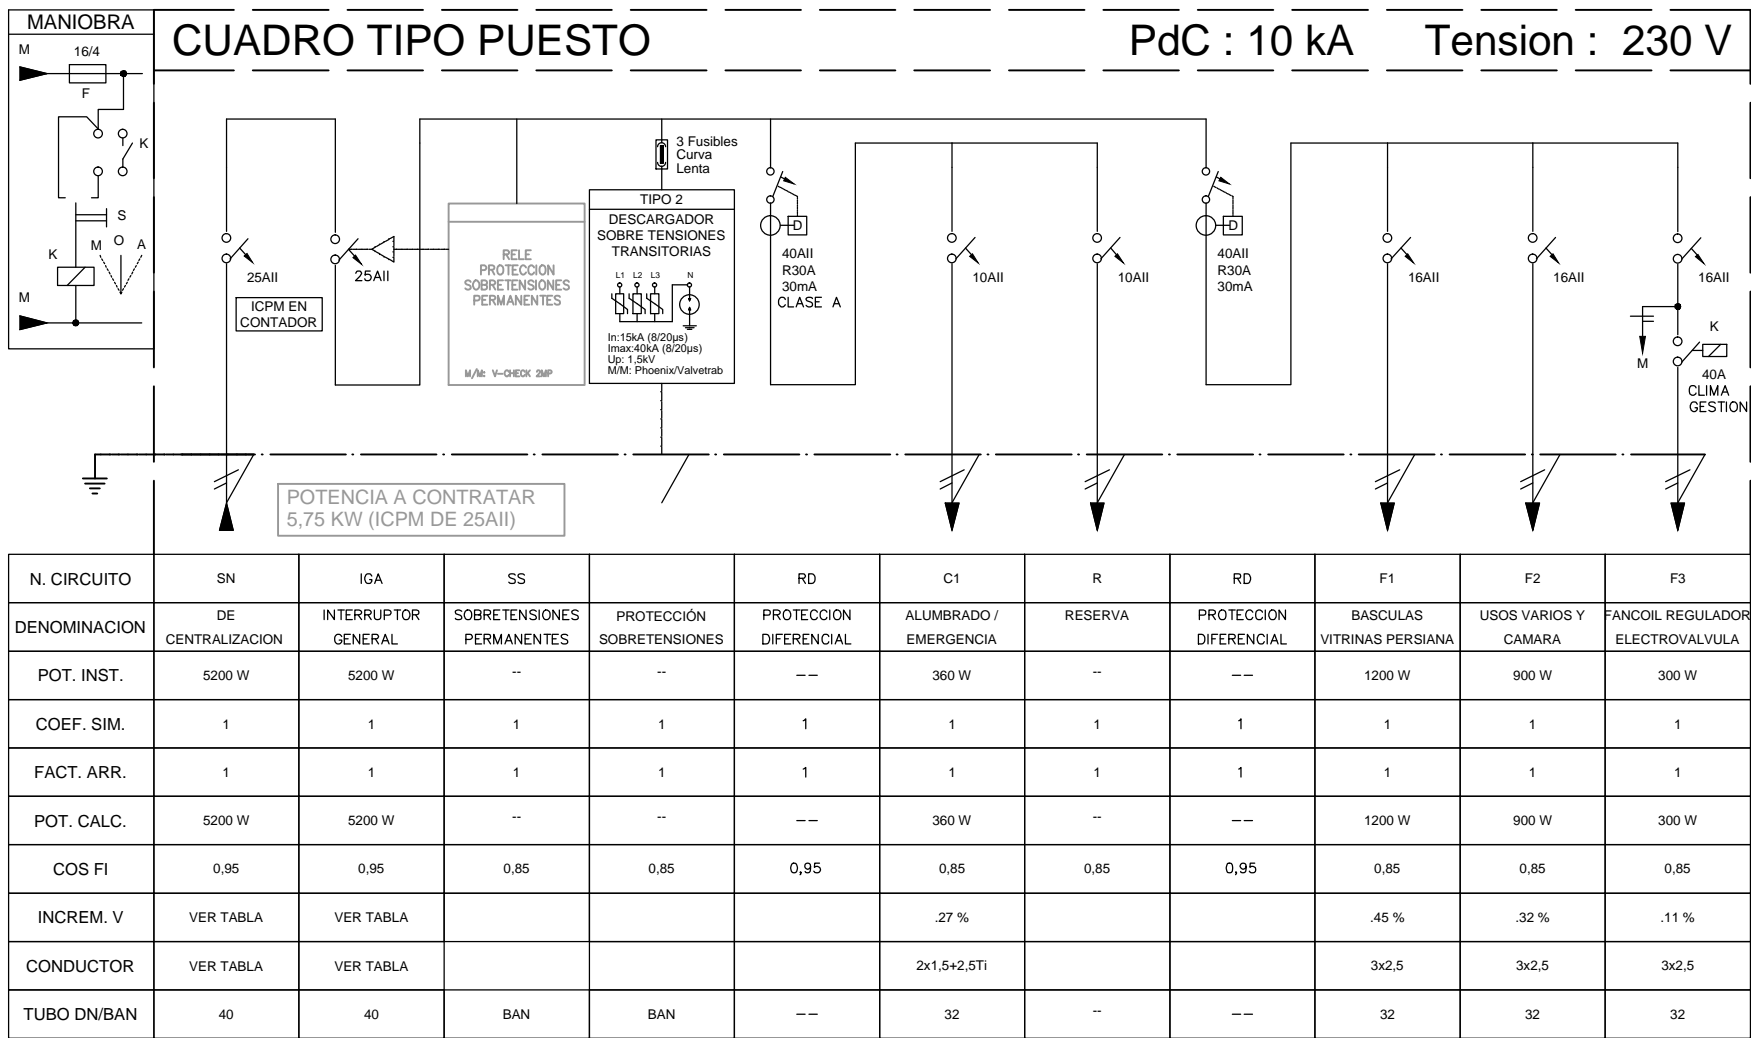 MANIOBRA
M
16/4
F
K
S
M
O
A
K
M
CUADRO TIPO PUESTO
PdC : 10 kA
Tension : 230 V
25AII
ICPM EN
CONTADOR
25AII
RELE
PROTECCION
SOBRETENSIONES
PERMANENTES
M/M: V-CHECK 2MP
3 Fusibles
Curva
Lenta
TIPO 2
DESCARGADOR
SOBRE TENSIONES
TRANSITORIAS
L1 L2 L3 N
In:15kA (8/20µs)
Imax:40kA (8/20µs)
Up: 1,5kV
M/M: Phoenix/Valvetrab
D
40AII
R30A
30mA
CLASE A
10AII
10AII
D
40AII
R30A
30mA
16AII
16AII
16AII
M
K
40A
CLIMA
GESTION
POTENCIA A CONTRATAR
5,75 KW (ICPM DE 25AII)
N. CIRCUITO SN IGA SS RD C1 R RD F1 F2 F3
DENOMINACION
DE
CENTRALIZACION
INTERRUPTOR
GENERAL
SOBRETENSIONES
PERMANENTES
PROTECCIÓN
SOBRETENSIONES
PROTECCION
DIFERENCIAL
ALUMBRADO /
EMERGENCIA
RESERVA
PROTECCION
DIFERENCIAL
BASCULAS
VITRINAS PERSIANA
USOS VARIOS Y
CAMARA
FANCOIL REGULADOR
ELECTROVALVULA
POT. INST. 5200 W 5200 W -- -- -- 360 W -- -- 1200 W 900 W 300 W
COEF. SIM. 1 1 1 1 1 1 1 1 1 1 1
FACT. ARR. 1 1 1 1 1 1 1 1 1 1 1
POT. CALC. 5200 W 5200 W -- -- -- 360 W -- -- 1200 W 900 W 300 W
COS FI 0,95 0,95 0,85 0,85 0,95 0,85 0,85 0,95 0,85 0,85 0,85
INCREM. V VER TABLA VER TABLA .27 % .45 % .32 % .11 %
CONDUCTOR VER TABLA VER TABLA 2x1,5+2,5Ti 3x2,5 3x2,5 3x2,5
TUBO DN/BAN 40 40 BAN BAN -- 32 -- -- 32 32 32